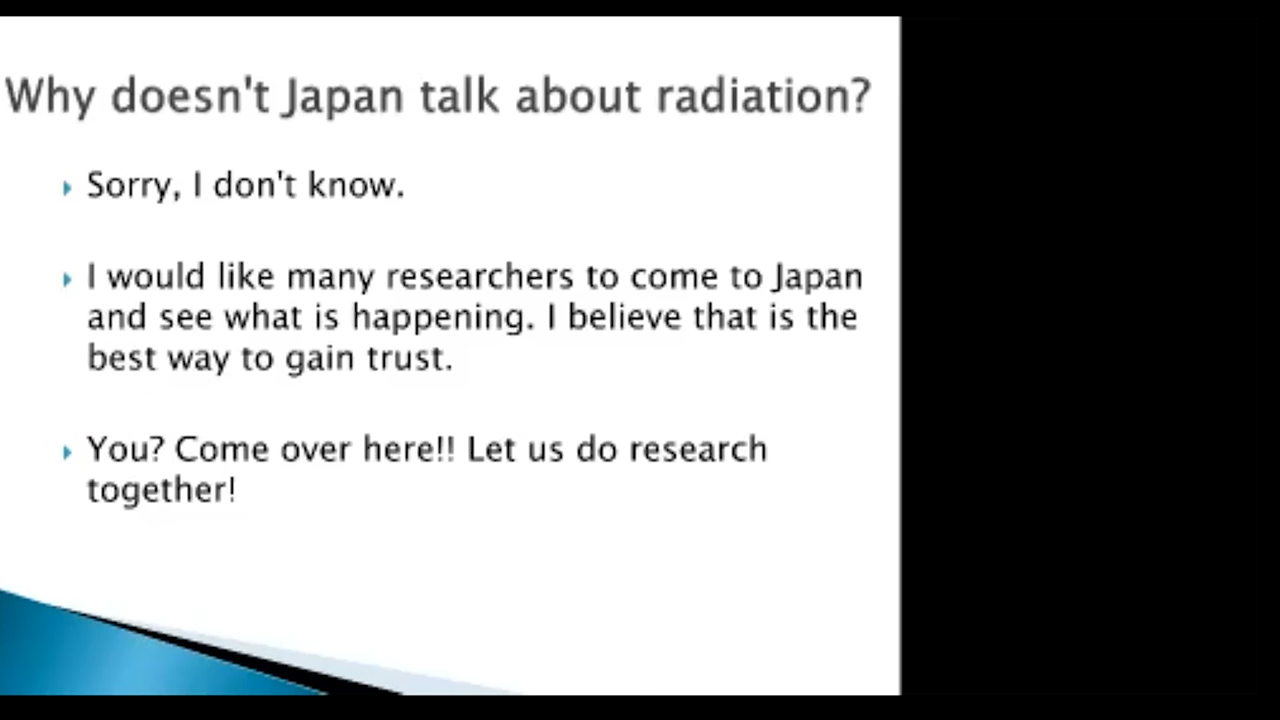 Why doesn't Japan talk about radiation?
Sorry, I don't know.
I would like many researchers to come to Japan
and see what is happening. I believe that is the
best way to gain trust.
You? Come over here!! Let us do research
together!